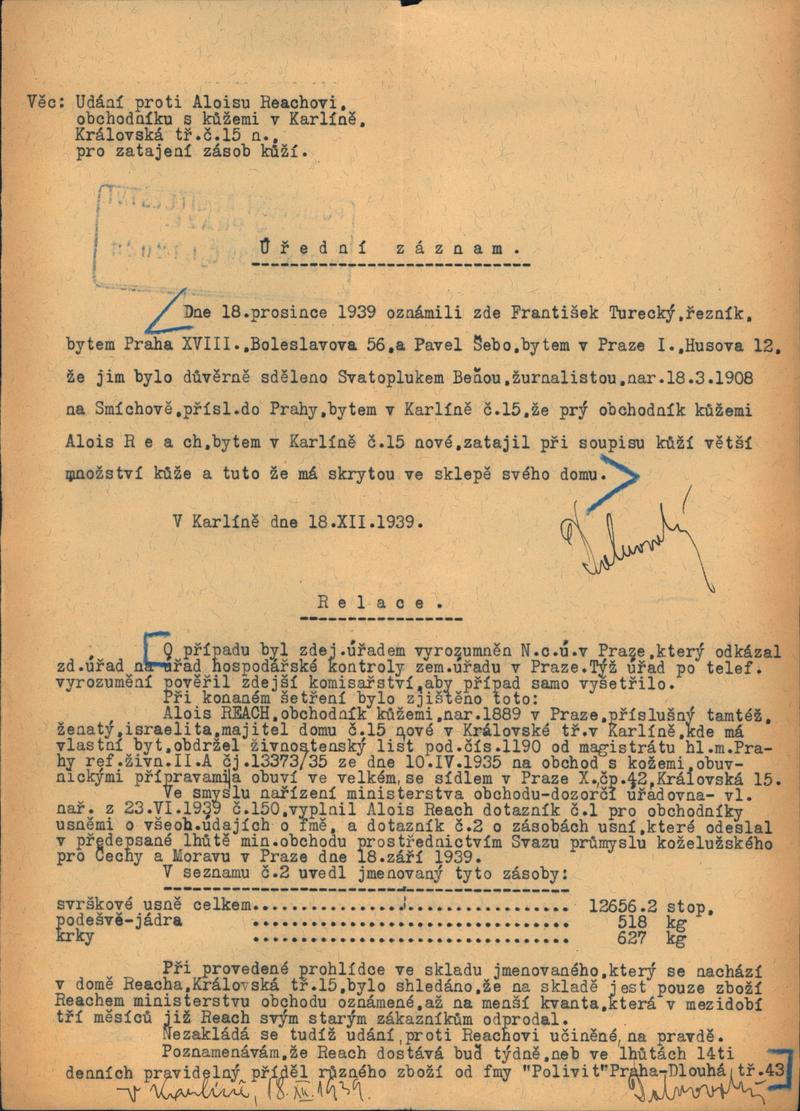 Věc: Udání proti Aloisu Reachovi,
obchodníku s kůžemi v Karlíně,
Královská tř.č.15 n.,
pro zatajení zásob kůží.
Úřední záznam.
Dne 18.prosince 1939 oznámili zde František Turecký,řezník,
bytem Praha XVIII.,Boleslavova 56,a Pavel Šebo,bytem v Praze I.,Husova 12,
že jim bylo důvěrně sděleno Svatoplukem Beňou,žurnalistou,nar.18.3.1908
na Smíchově,přísl.do Prahy,bytem v Karlíně č.15,že prý obchodník kůžemi
Alois R e a ch,bytem v Karlíně č.15 nové,zatajil při soupisu kůží větší
množství kůže a tuto že má skrytou ve sklepě svého domu.
V Karlíně dne 18.XII.1939.
Relace.
O případu byl zdej.úřadem vyrozumněn N.c.ú.v Praze,který odkázal
zd.úřad na úřad hospodářské kontroly zem.úřadu v Praze.Týž úřad po telef.
vyrozumění pověřil zdejší komisařství,aby případ samo vyšetřilo.
Při konaném šetření bylo zjištěno toto:
Alois REACH,obchodník kůžemi,nar.1889 v Praze,příslušný tamtéž,
ženatý,israelita,majitel domu č.15 nové v Královské tř.v Karlíně,kde má
vlastní byt,obdržel živnostenský list pod.čís.1190 od magistrátu hl.m.Pra-
hy ref.živn.II.A čj.13373/35 ze dne 10.IV.1935 na obchod s kožemi,obuv-
nickými přípravami a obuví ve velkém,se sídlem v Praze X.,čp.42,Královská 15.
Ve smyslu nařízení ministerstva obchodu-dozorčí úřadovna- vl.
nař. z 23.VI.1939 č.150,vyplnil Alois Reach dotazník č.1 pro obchodníky
usněmi o všeob.údajích o fmě, a dotazník č.2 o zásobách usní,které odeslal
v předepsané lhůtě min.obchodu prostřednictvím Svazu průmyslu koželužského
pro Čechy a Moravu v Praze dne 18.září 1939.
V seznamu č.2 uvedl jmenovaný tyto zásoby:
svrškové usně celkem................................ 12656.2 stop,
podešvě-jádra ................................ 518 kg
krky ................................ 627 kg
Při provedené prohlídce ve skladu jmenovaného,který se nachází
v domě Reacha,Královská tř.15,bylo shledáno,že na skladě jest pouze zboží
Reachem ministerstvu obchodu oznámené,až na menší kvanta,která v mezidobí
tří měsíců již Reach svým starým zákazníkům odprodal.
Nezakládá se tudíž udání,proti Reachovi učiněné,na pravdě.
Poznamenávám,že Reach dostává buď týdně,neb ve lhůtách 14ti
denních pravidelný příděl různého zboží od fmy "Polivit"Praha-Dlouhá tř.43
v Karlíně, 18.XII.1939.